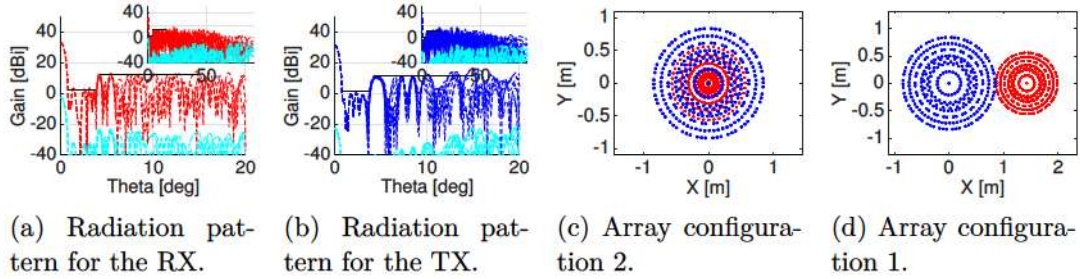 40
0
-40
0 50
Gain [dBi]
40
20
0
-20
-40
0 10 20
Theta [deg]
40
0
-40
0 50
Gain [dBi]
40
20
0
-20
-40
0 10 20
Theta [deg]
Y [m]
1
0.5
0
-0.5
-1
-1 0 1
X [m]
Y [m]
1
0.5
0
-0.5
-1
-1 0 1 2
X [m]
(a) Radiation pat-
tern for the RX.
(b) Radiation pat-
tern for the TX.
(c) Array configura-
tion 2.
(d) Array configura-
tion 1.